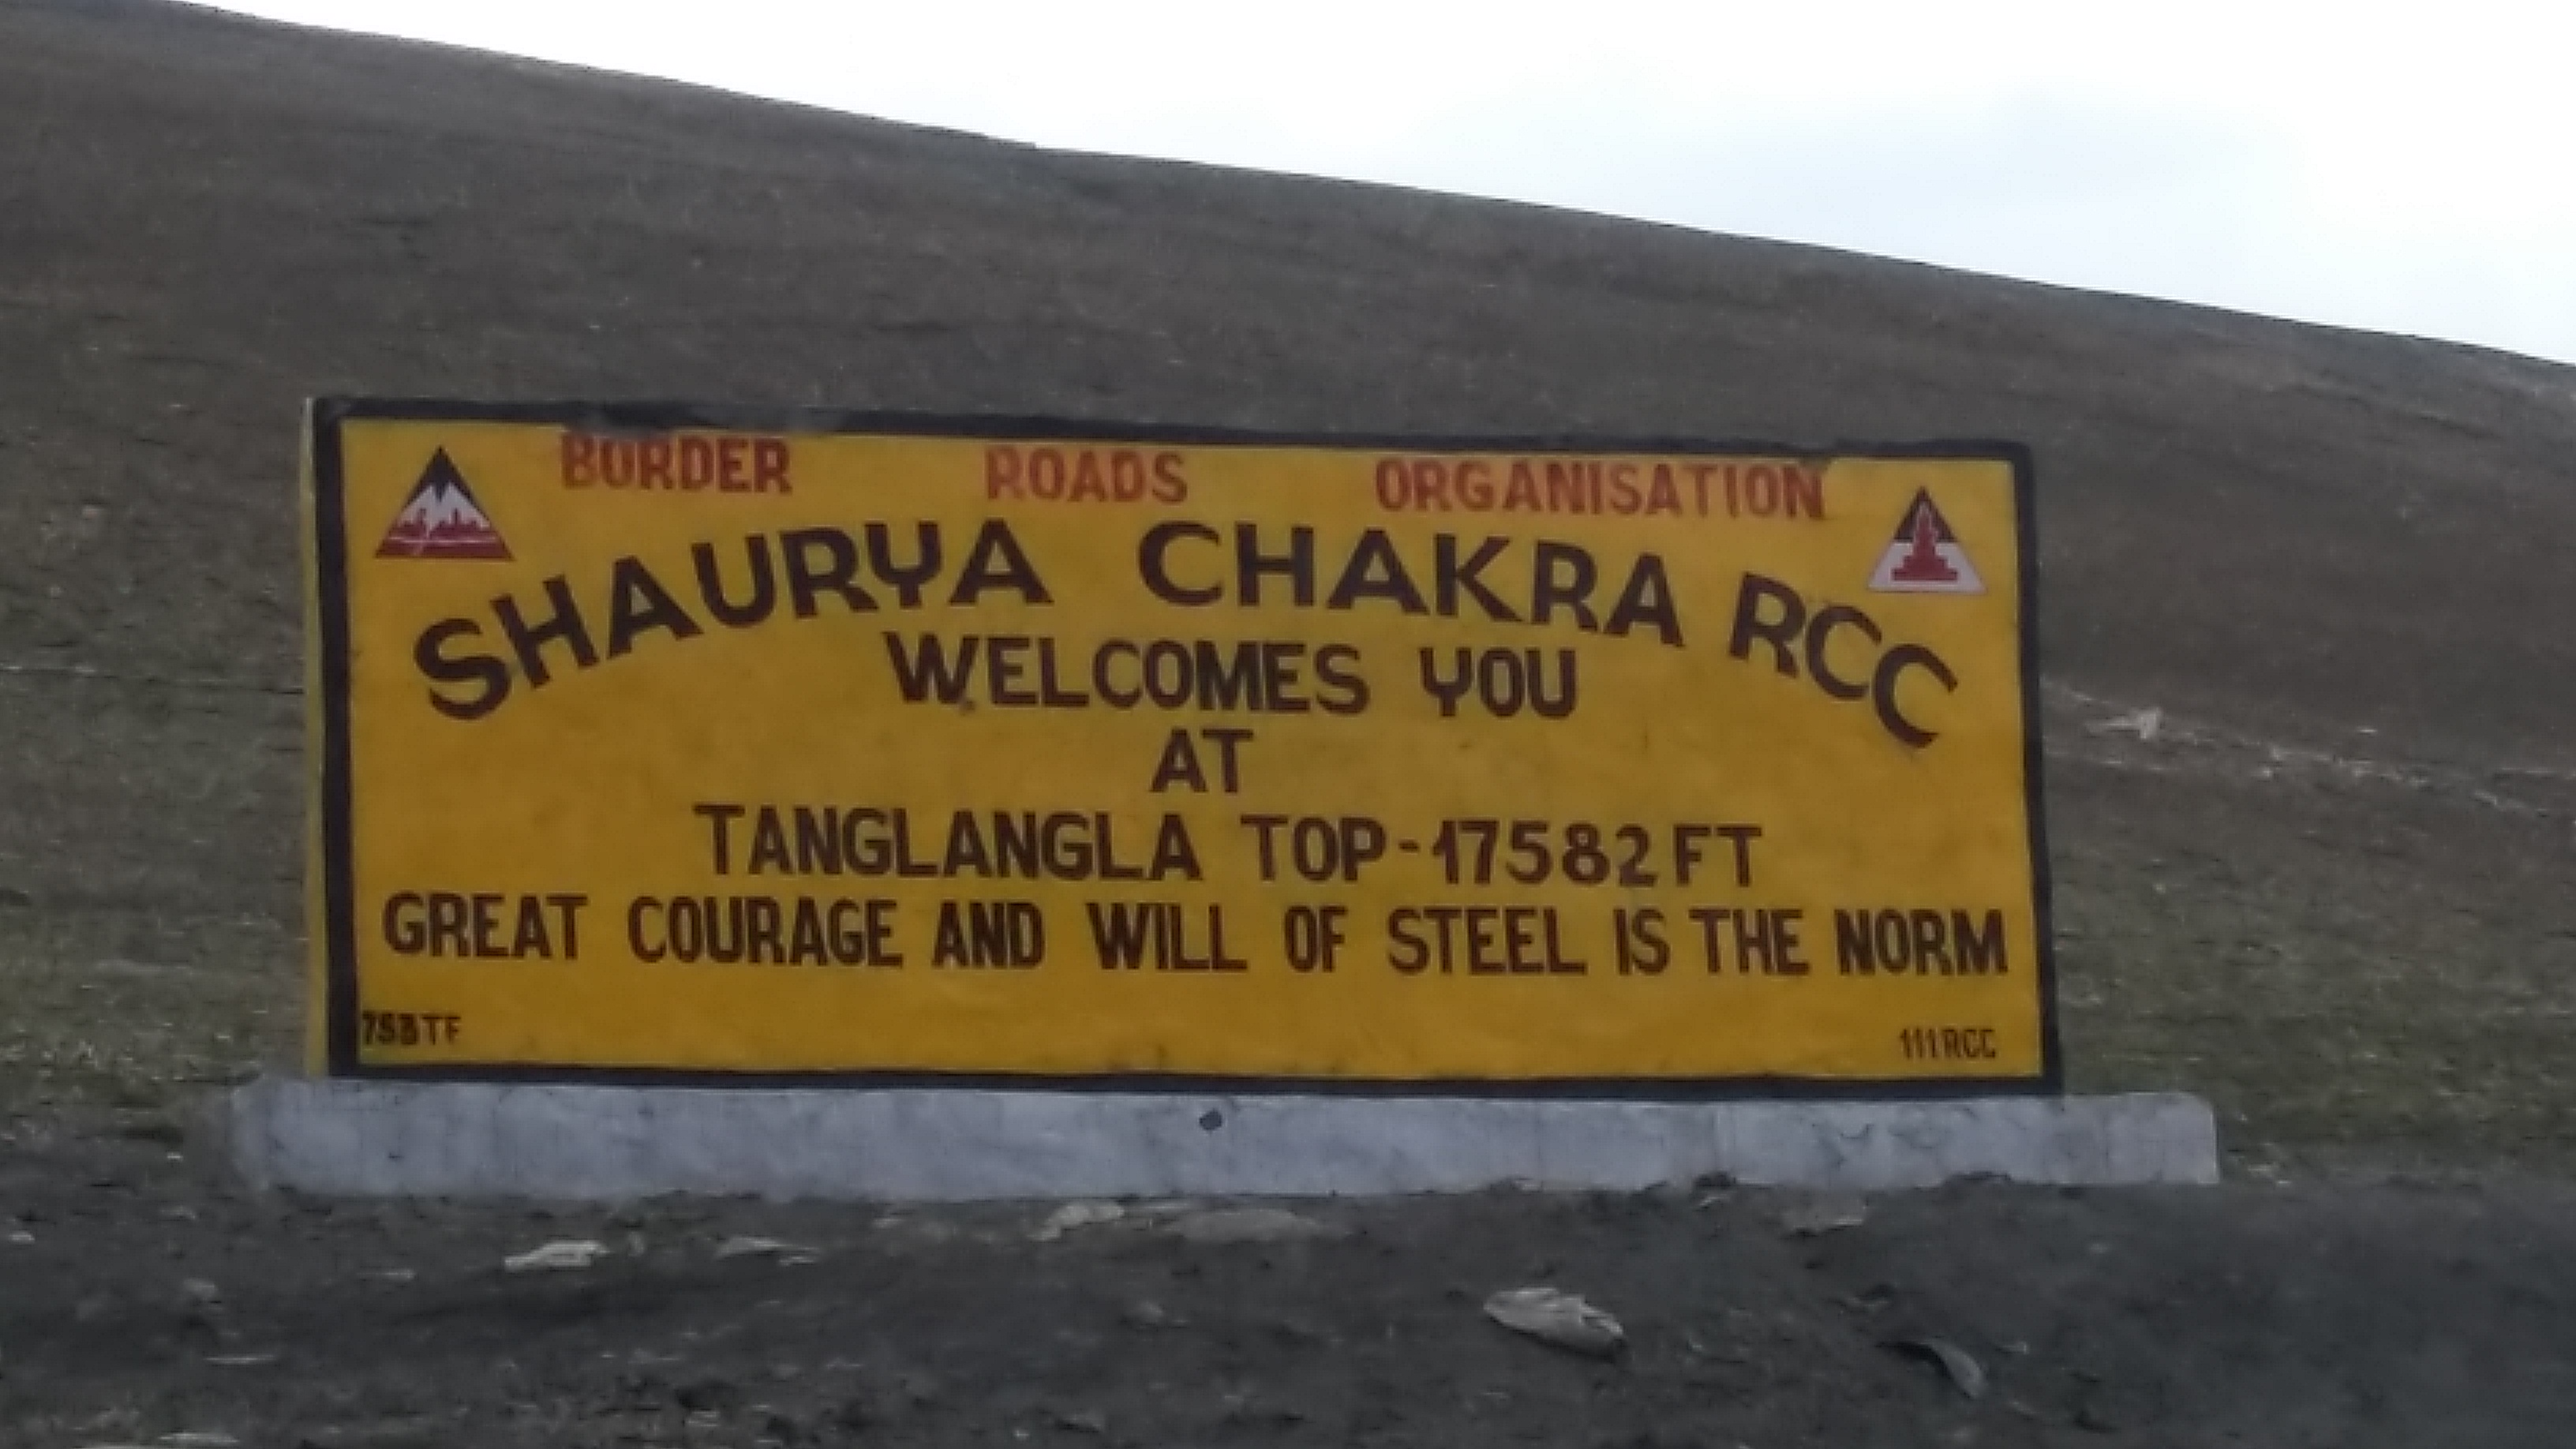 BORDER ROADS ORGANISATION
SHAURYA CHAKRA RCC
WELCOMES YOU
AT
TANGLANGLA TOP-17582 FT
GREAT COURAGE AND WILL OF STEEL IS THE NORM
753TF
111RCC